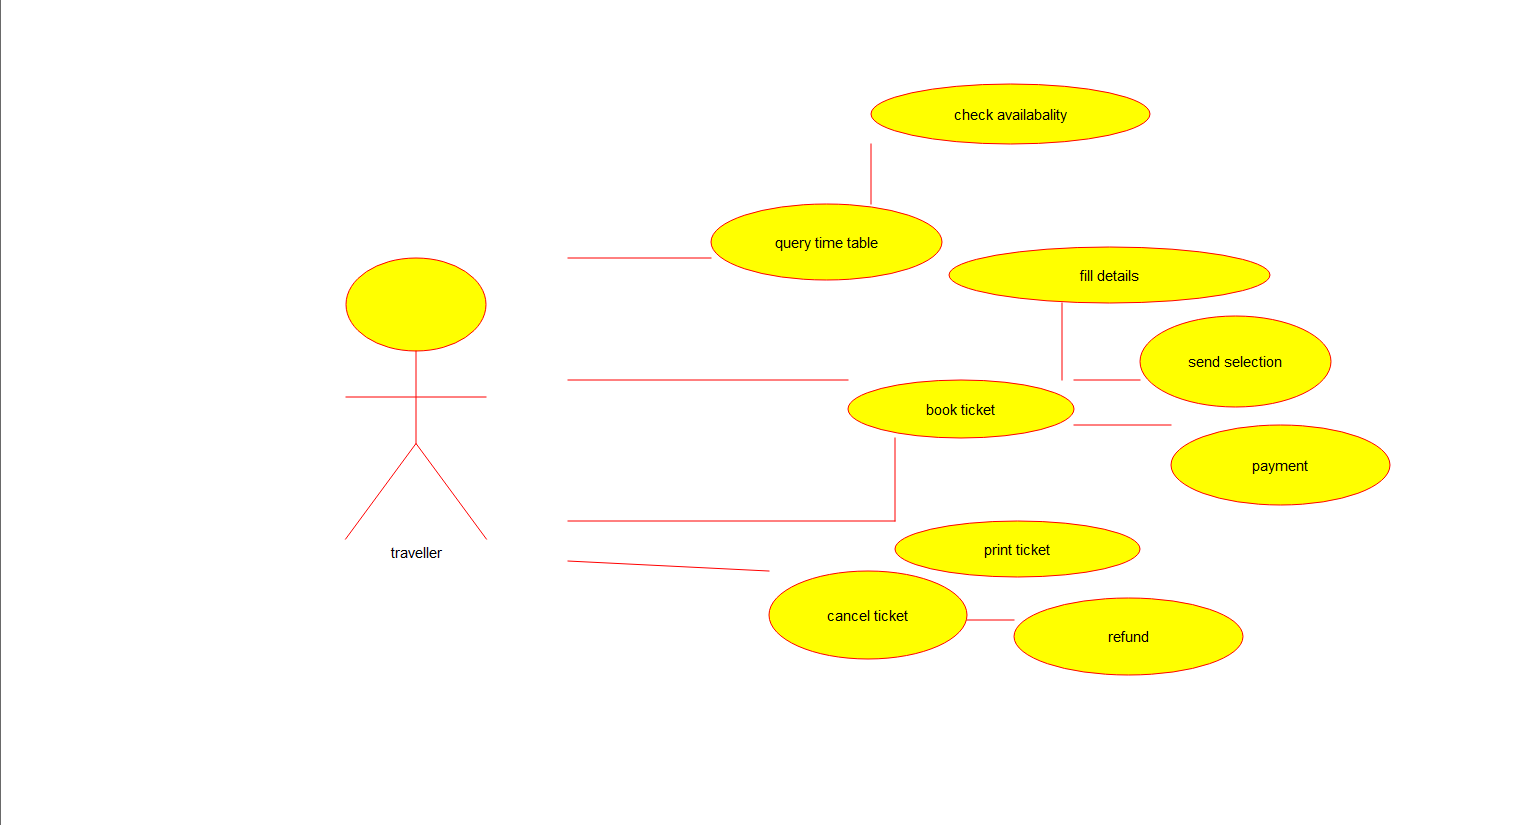 check availabality
query time table
fill details
send selection
book ticket
payment
traveller
print ticket
cancel ticket
refund